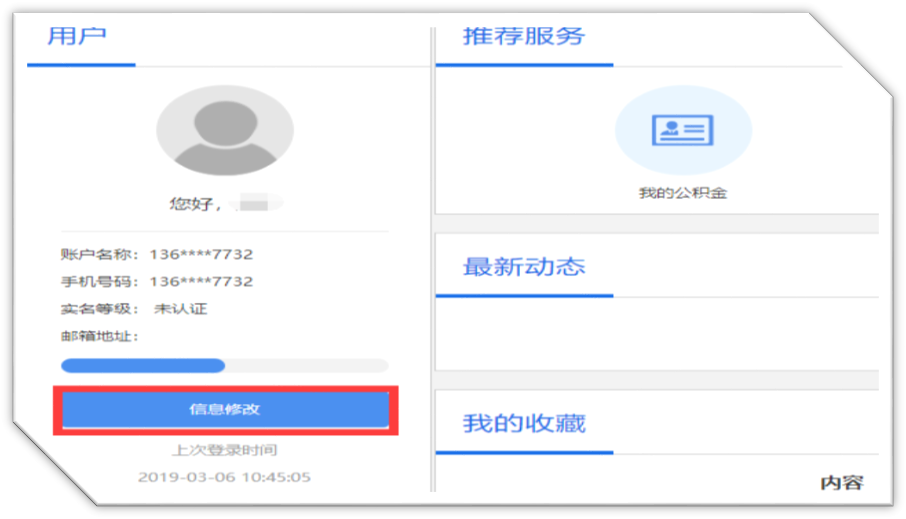 用户
您好，
账户名称：136****7732
手机号码：136****7732
实名等级：未认证
邮箱地址：
信息修改
上次登录时间
2019-03-06 10:45:05
推荐服务
我的公积金
最新动态
我的收藏
内容